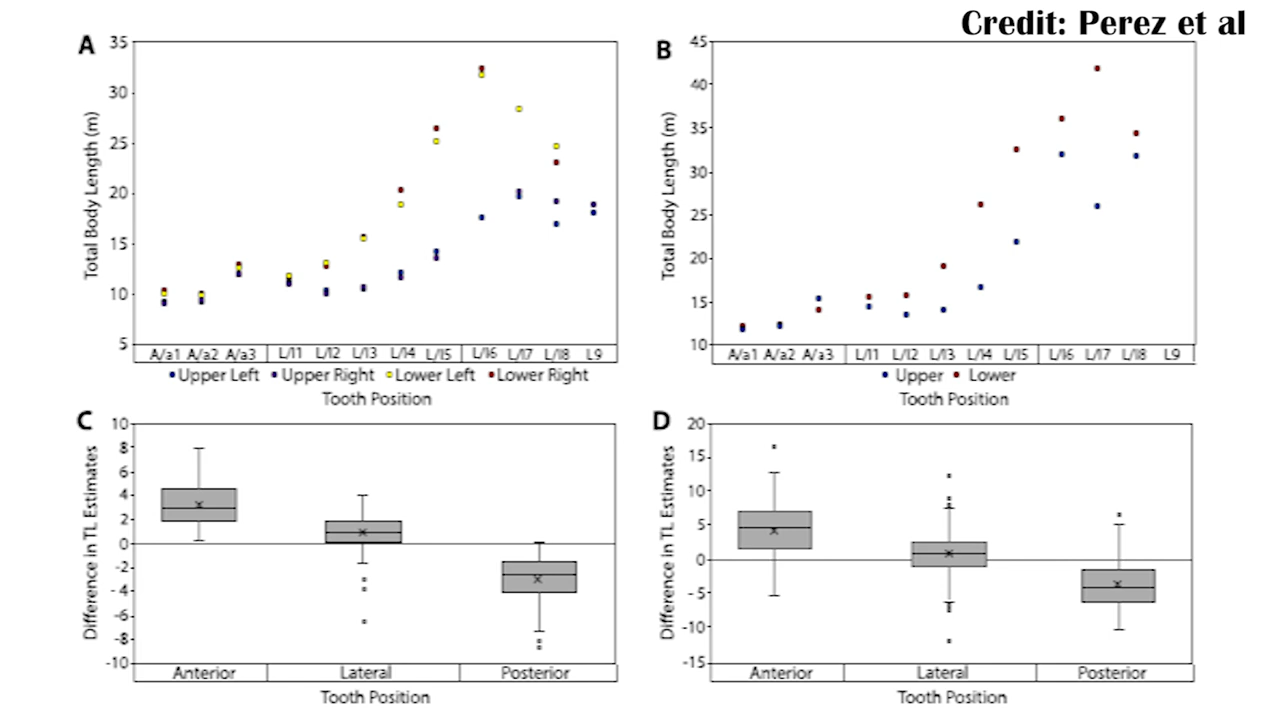 Credit: Perez et al
A
35
30
25
20
15
10
5
Total Body Length (m)
A/a1 A/a2 A/a3 L/l1 L/l2 L/l3 L/l4 L/l5 L/l6 L/l7 L/l8 L9
Upper Left Upper Right Lower Left Lower Right
Tooth Position
B
45
40
35
30
25
20
15
10
Total Body Length (m)
A/a1 A/a2 A/a3 L/l1 L/l2 L/l3 L/l4 L/l5 L/l6 L/l7 L/l8 L9
Upper Lower
Tooth Position
C
10
8
6
4
2
0
-2
-4
-6
-8
-10
Difference in TL Estimates
Anterior Lateral Posterior
Tooth Position
D
20
15
10
5
0
-5
-10
-15
Difference in TL Estimates
Anterior Lateral Posterior
Tooth Position